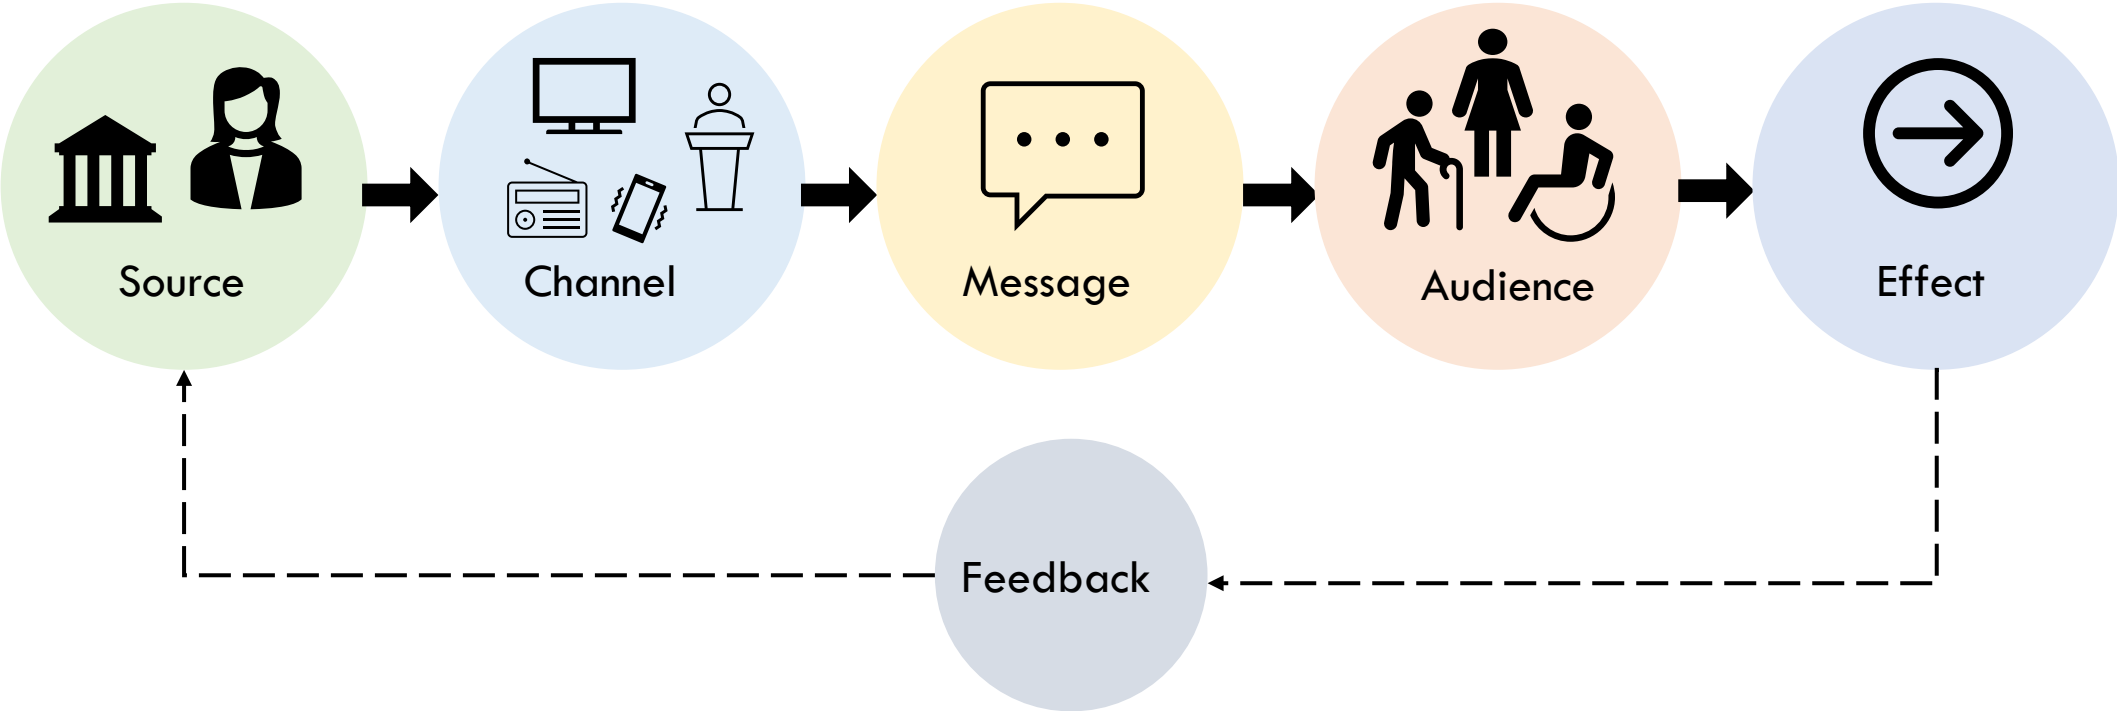 Source
Channel
Message
Audience
Effect
Feedback